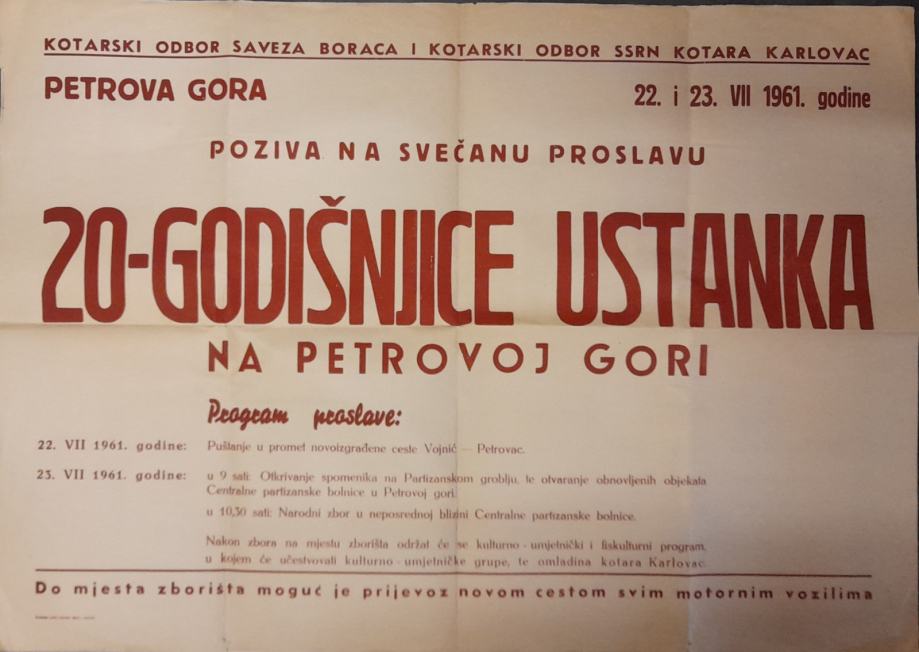 KOTARSKI ODBOR SAVEZA BORACA I KOTARSKI ODBOR SSRN KOTARA KARLOVAC
PETROVA GORA
22. i 23. VII 1961. godine
POZIVA NA SVEČANU PROSLAVU
20-GODIŠNJICE USTANKA
NA PETROVOJ GORI
Program proslave:
22. VII 1961. godine: Puštanje u promet novoizgrađene ceste Vojnić — Petrovac.
23. VII 1961. godine: u 9 sati: Otkrivanje spomenika na Partizanskom groblju, te otvaranje obnovljenih objekata
Centralne partizanske bolnice u Petrovoj gori.
u 10,30 sati: Narodni zbor u neposrednoj blizini Centralne partizanske bolnice.
Nakon zbora na mjestu zborišta održat će se kulturno - umjetnički i fiskulturni program,
u kojem će učestvovali kulturno - umjetničke grupe, te omladina kotara Karlovac.
Do mjesta zborišta moguć je prijevoz novom cestom svim motornim vozilima